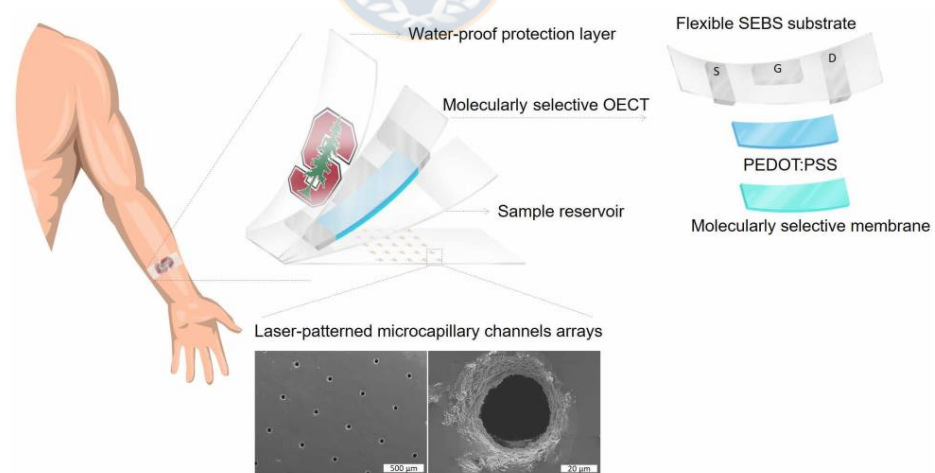 Water-proof protection layer
Molecularly selective OECT
Sample reservoir
Laser-patterned microcapillary channels arrays
500 µm
20 µm
Flexible SEBS substrate
S
G
D
PEDOT:PSS
Molecularly selective membrane